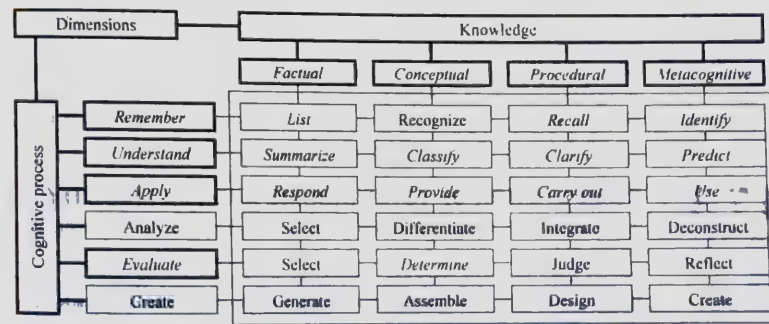 Dimensions Knowledge
Factual Conceptual Procedural Metacognitive
Cognitive process
Remember List Recognize Recall Identify
Understand Summarize Classify Clarify Predict
Apply Respond Provide Carry out Use
Analyze Select Differentiate Integrate Deconstruct
Evaluate Select Determine Judge Reflect
Create Generate Assemble Design Create